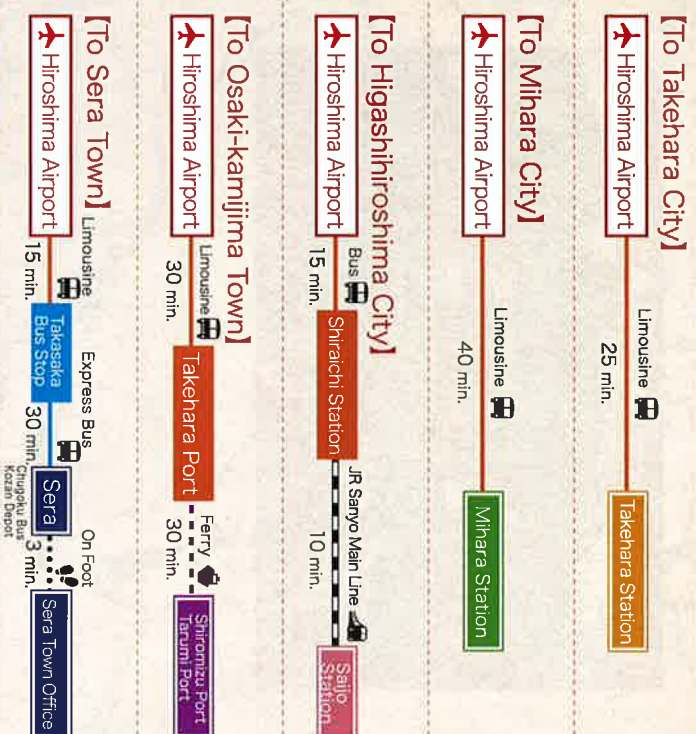 【To Takehara City】
Hiroshima Airport
Limousine
25 min.
Takehara Station
【To Mihara City】
Hiroshima Airport
Limousine
40 min.
Mihara Station
【To Higashihiroshima City】
Hiroshima Airport
Bus
15 min.
Shiraichi Station
JR Sanyo Main Line
10 min.
Saijo
Station
【To Osaki-kamijima Town】
Hiroshima Airport
Limousine
30 min.
Takehara Port
Ferry
30 min.
Shiromizu Port
Tarumi Port
【To Sera Town】
Hiroshima Airport
Limousine
15 min.
Takasaka
Bus Stop
Express Bus
30 min.
Sera
Chugoku Bus
Kozan Depot
On Foot
3 min.
Sera Town Office